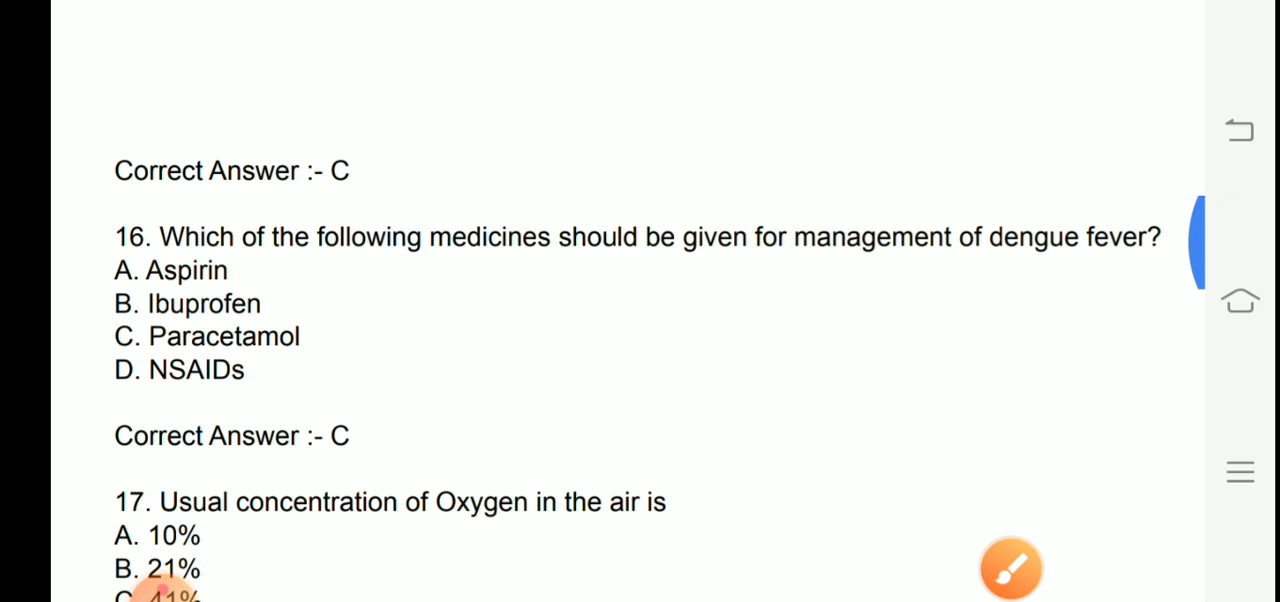 Correct Answer :- C
16. Which of the following medicines should be given for management of dengue fever?
A. Aspirin
B. Ibuprofen
C. Paracetamol
D. NSAIDs
Correct Answer :- C
17. Usual concentration of Oxygen in the air is
A. 10%
B. 21%
C 41%